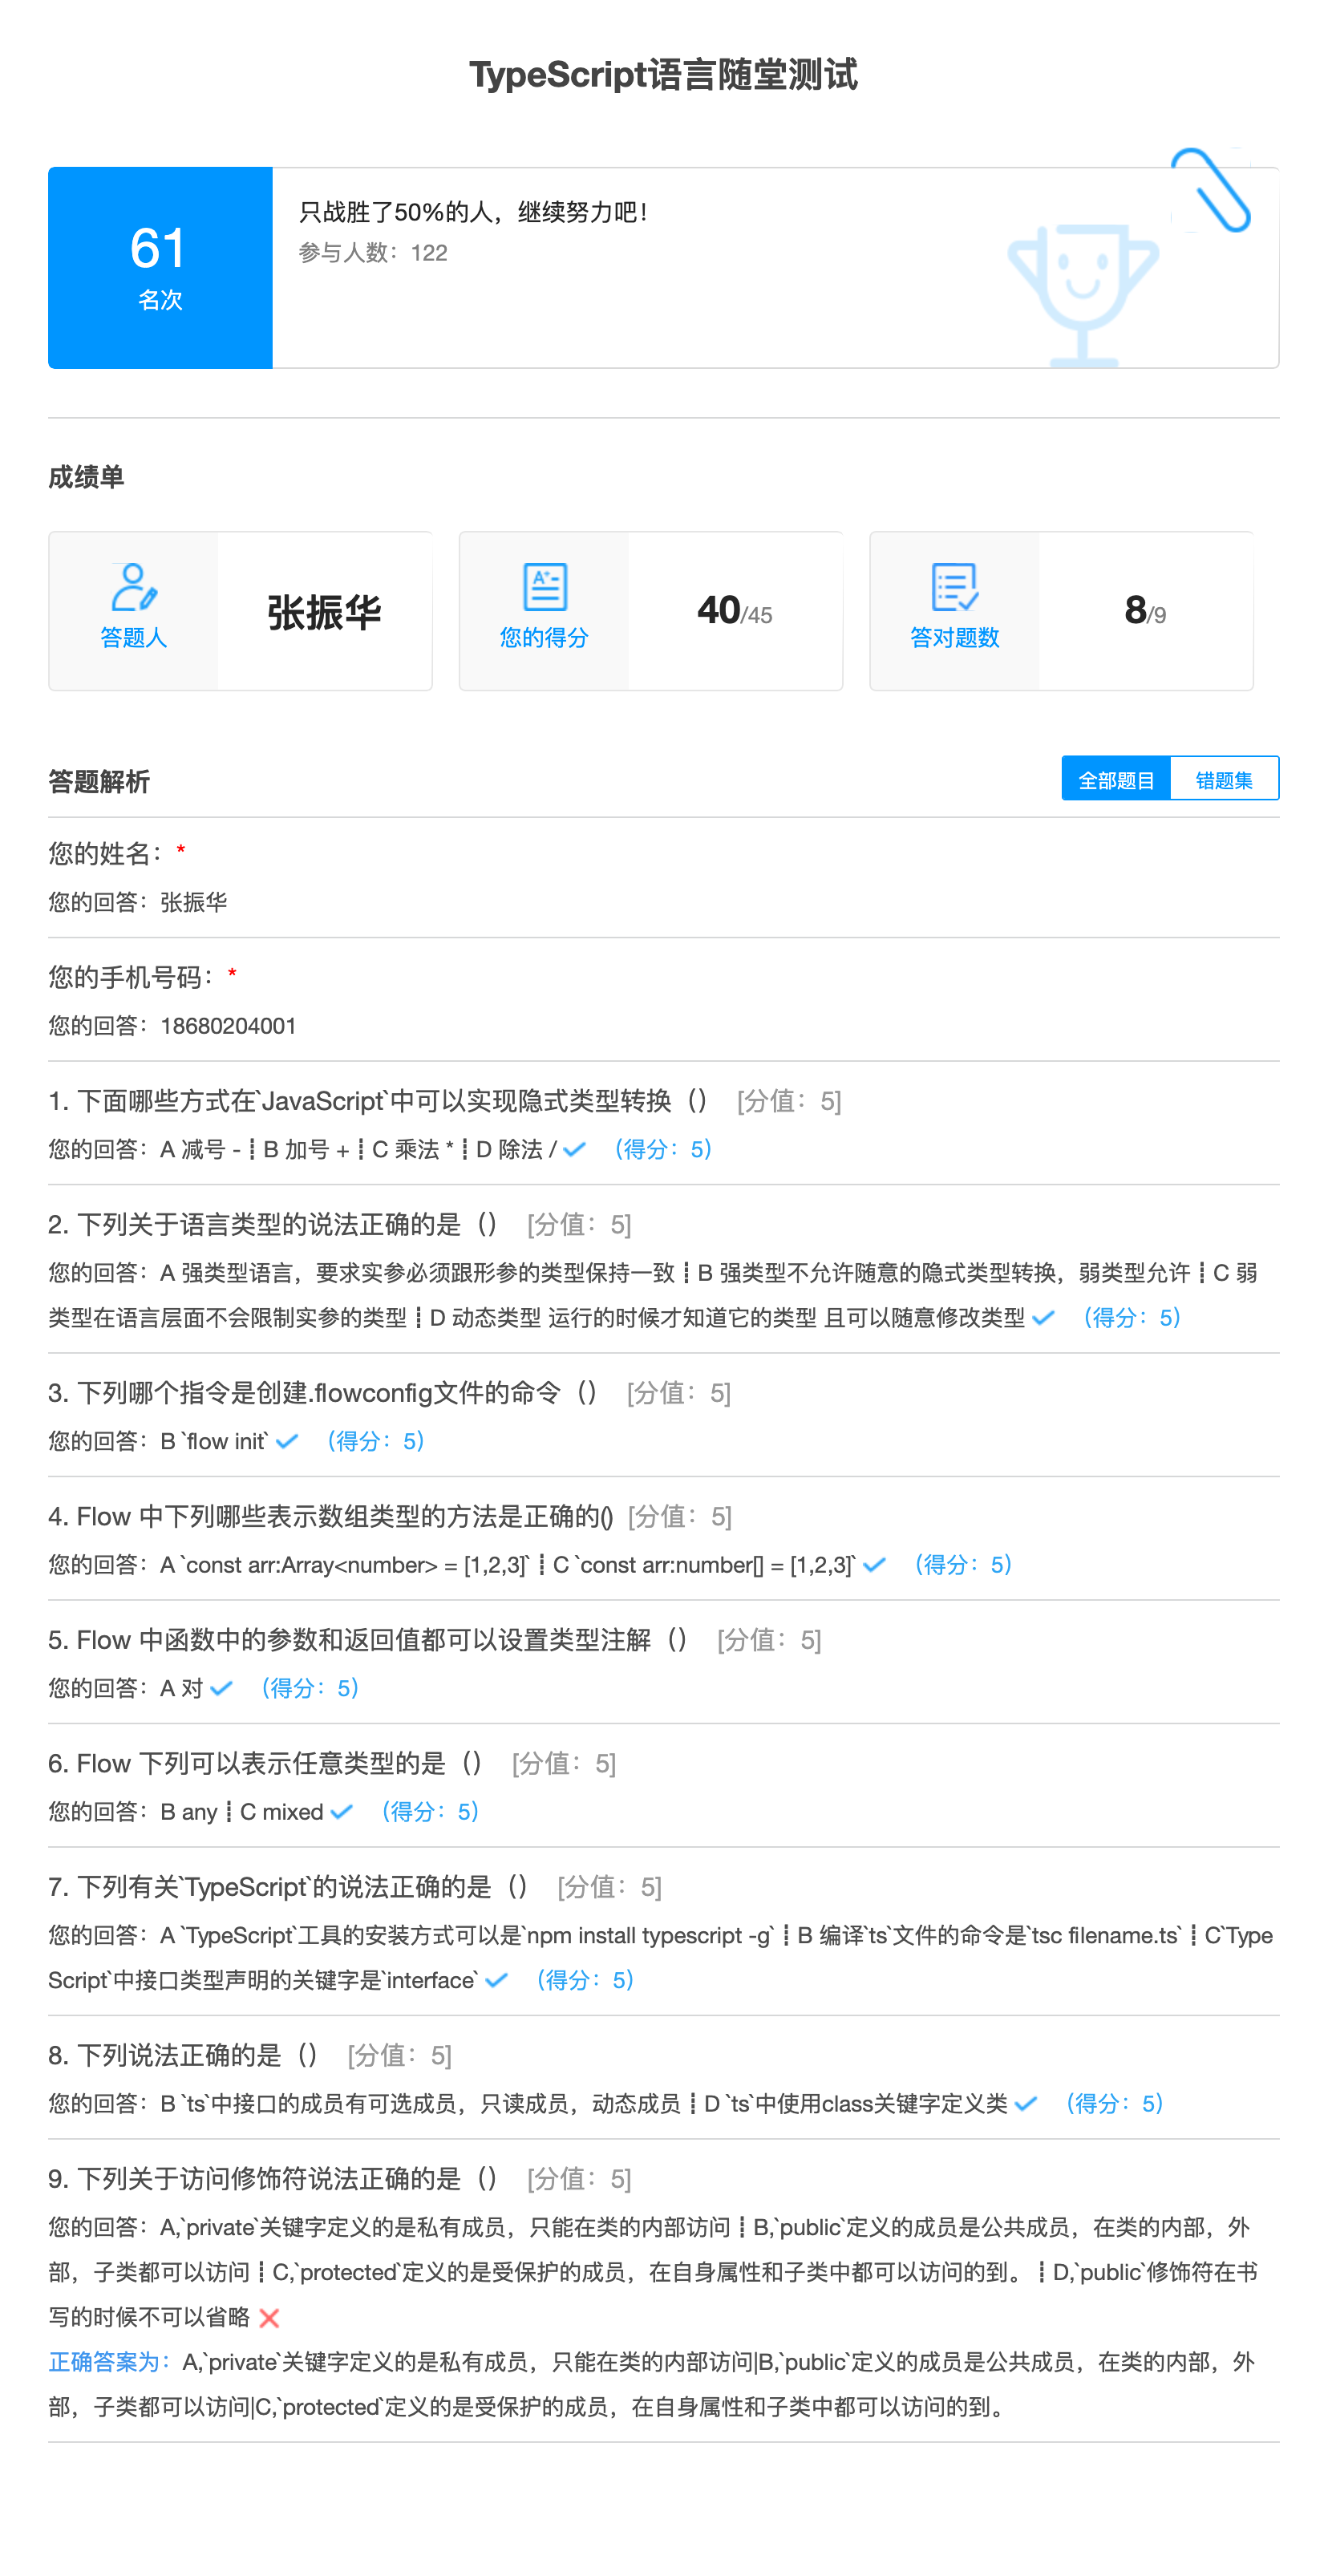 TypeScript语言随堂测试
61
名次
只战胜了50%的人，继续努力吧！
参与人数：122
成绩单
答题人
张振华
您的得分
40/45
答对题数
8/9
答题解析
全部题目
错题集
您的姓名：*
您的回答：张振华
您的手机号码：*
您的回答：18680204001
1. 下面哪些方式在`JavaScript`中可以实现隐式类型转换（） [分值：5]
您的回答：A 减号 - ┋B 加号 + ┋C 乘法 * ┋D 除法 / （得分：5）
2. 下列关于语言类型的说法正确的是（） [分值：5]
您的回答：A 强类型语言，要求实参必须跟形参的类型保持一致┋B 强类型不允许随意的隐式类型转换，弱类型允许┋C 弱
类型在语言层面不会限制实参的类型┋D 动态类型 运行的时候才知道它的类型 且可以随意修改类型 （得分：5）
3. 下列哪个指令是创建.flowconfig文件的命令（） [分值：5]
您的回答：B `flow init` （得分：5）
4. Flow 中下列哪些表示数组类型的方法是正确的() [分值：5]
您的回答：A `const arr:Array<number> = [1,2,3]`┋C `const arr:number[] = [1,2,3]` （得分：5）
5. Flow 中函数中的参数和返回值都可以设置类型注解（） [分值：5]
您的回答：A 对 （得分：5）
6. Flow 下列可以表示任意类型的是（） [分值：5]
您的回答：B any┋C mixed （得分：5）
7. 下列有关`TypeScript`的说法正确的是（） [分值：5]
您的回答：A `TypeScript`工具的安装方式可以是`npm install typescript -g`┋B 编译`ts`文件的命令是`tsc filename.ts`┋C`Type
Script`中接口类型声明的关键字是`interface` （得分：5）
8. 下列说法正确的是（） [分值：5]
您的回答：B `ts`中接口的成员有可选成员，只读成员，动态成员┋D `ts`中使用class关键字定义类 （得分：5）
9. 下列关于访问修饰符说法正确的是（） [分值：5]
您的回答：A,`private`关键字定义的是私有成员，只能在类的内部访问┋B,`public`定义的成员是公共成员，在类的内部，外
部，子类都可以访问┋C,`protected`定义的是受保护的成员，在自身属性和子类中都可以访问的到。┋D,`public`修饰符在书
写的时候不可以省略
正确答案为：A,`private`关键字定义的是私有成员，只能在类的内部访问|B,`public`定义的成员是公共成员，在类的内部，外
部，子类都可以访问|C,`protected`定义的是受保护的成员，在自身属性和子类中都可以访问的到。